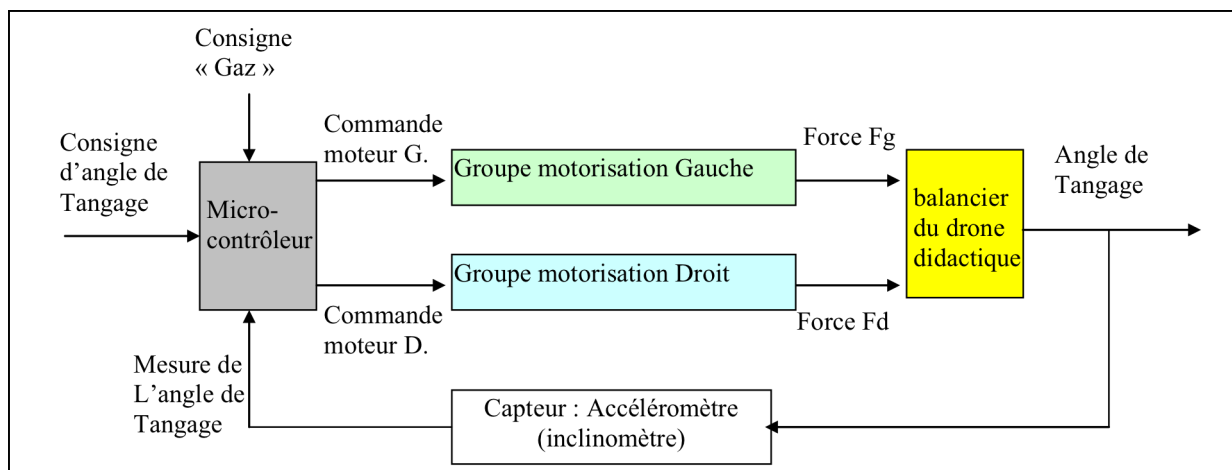 Consigne
« Gaz »
Consigne
d'angle de
Tangage
Micro-
contrôleur
Commande
moteur G.
Groupe motorisation Gauche
Force Fg
balancier
du drone
didactique
Angle de
Tangage
Groupe motorisation Droit
Commande
moteur D.
Force Fd
Mesure de
L'angle de
Tangage
Capteur : Accéléromètre
(inclinomètre)